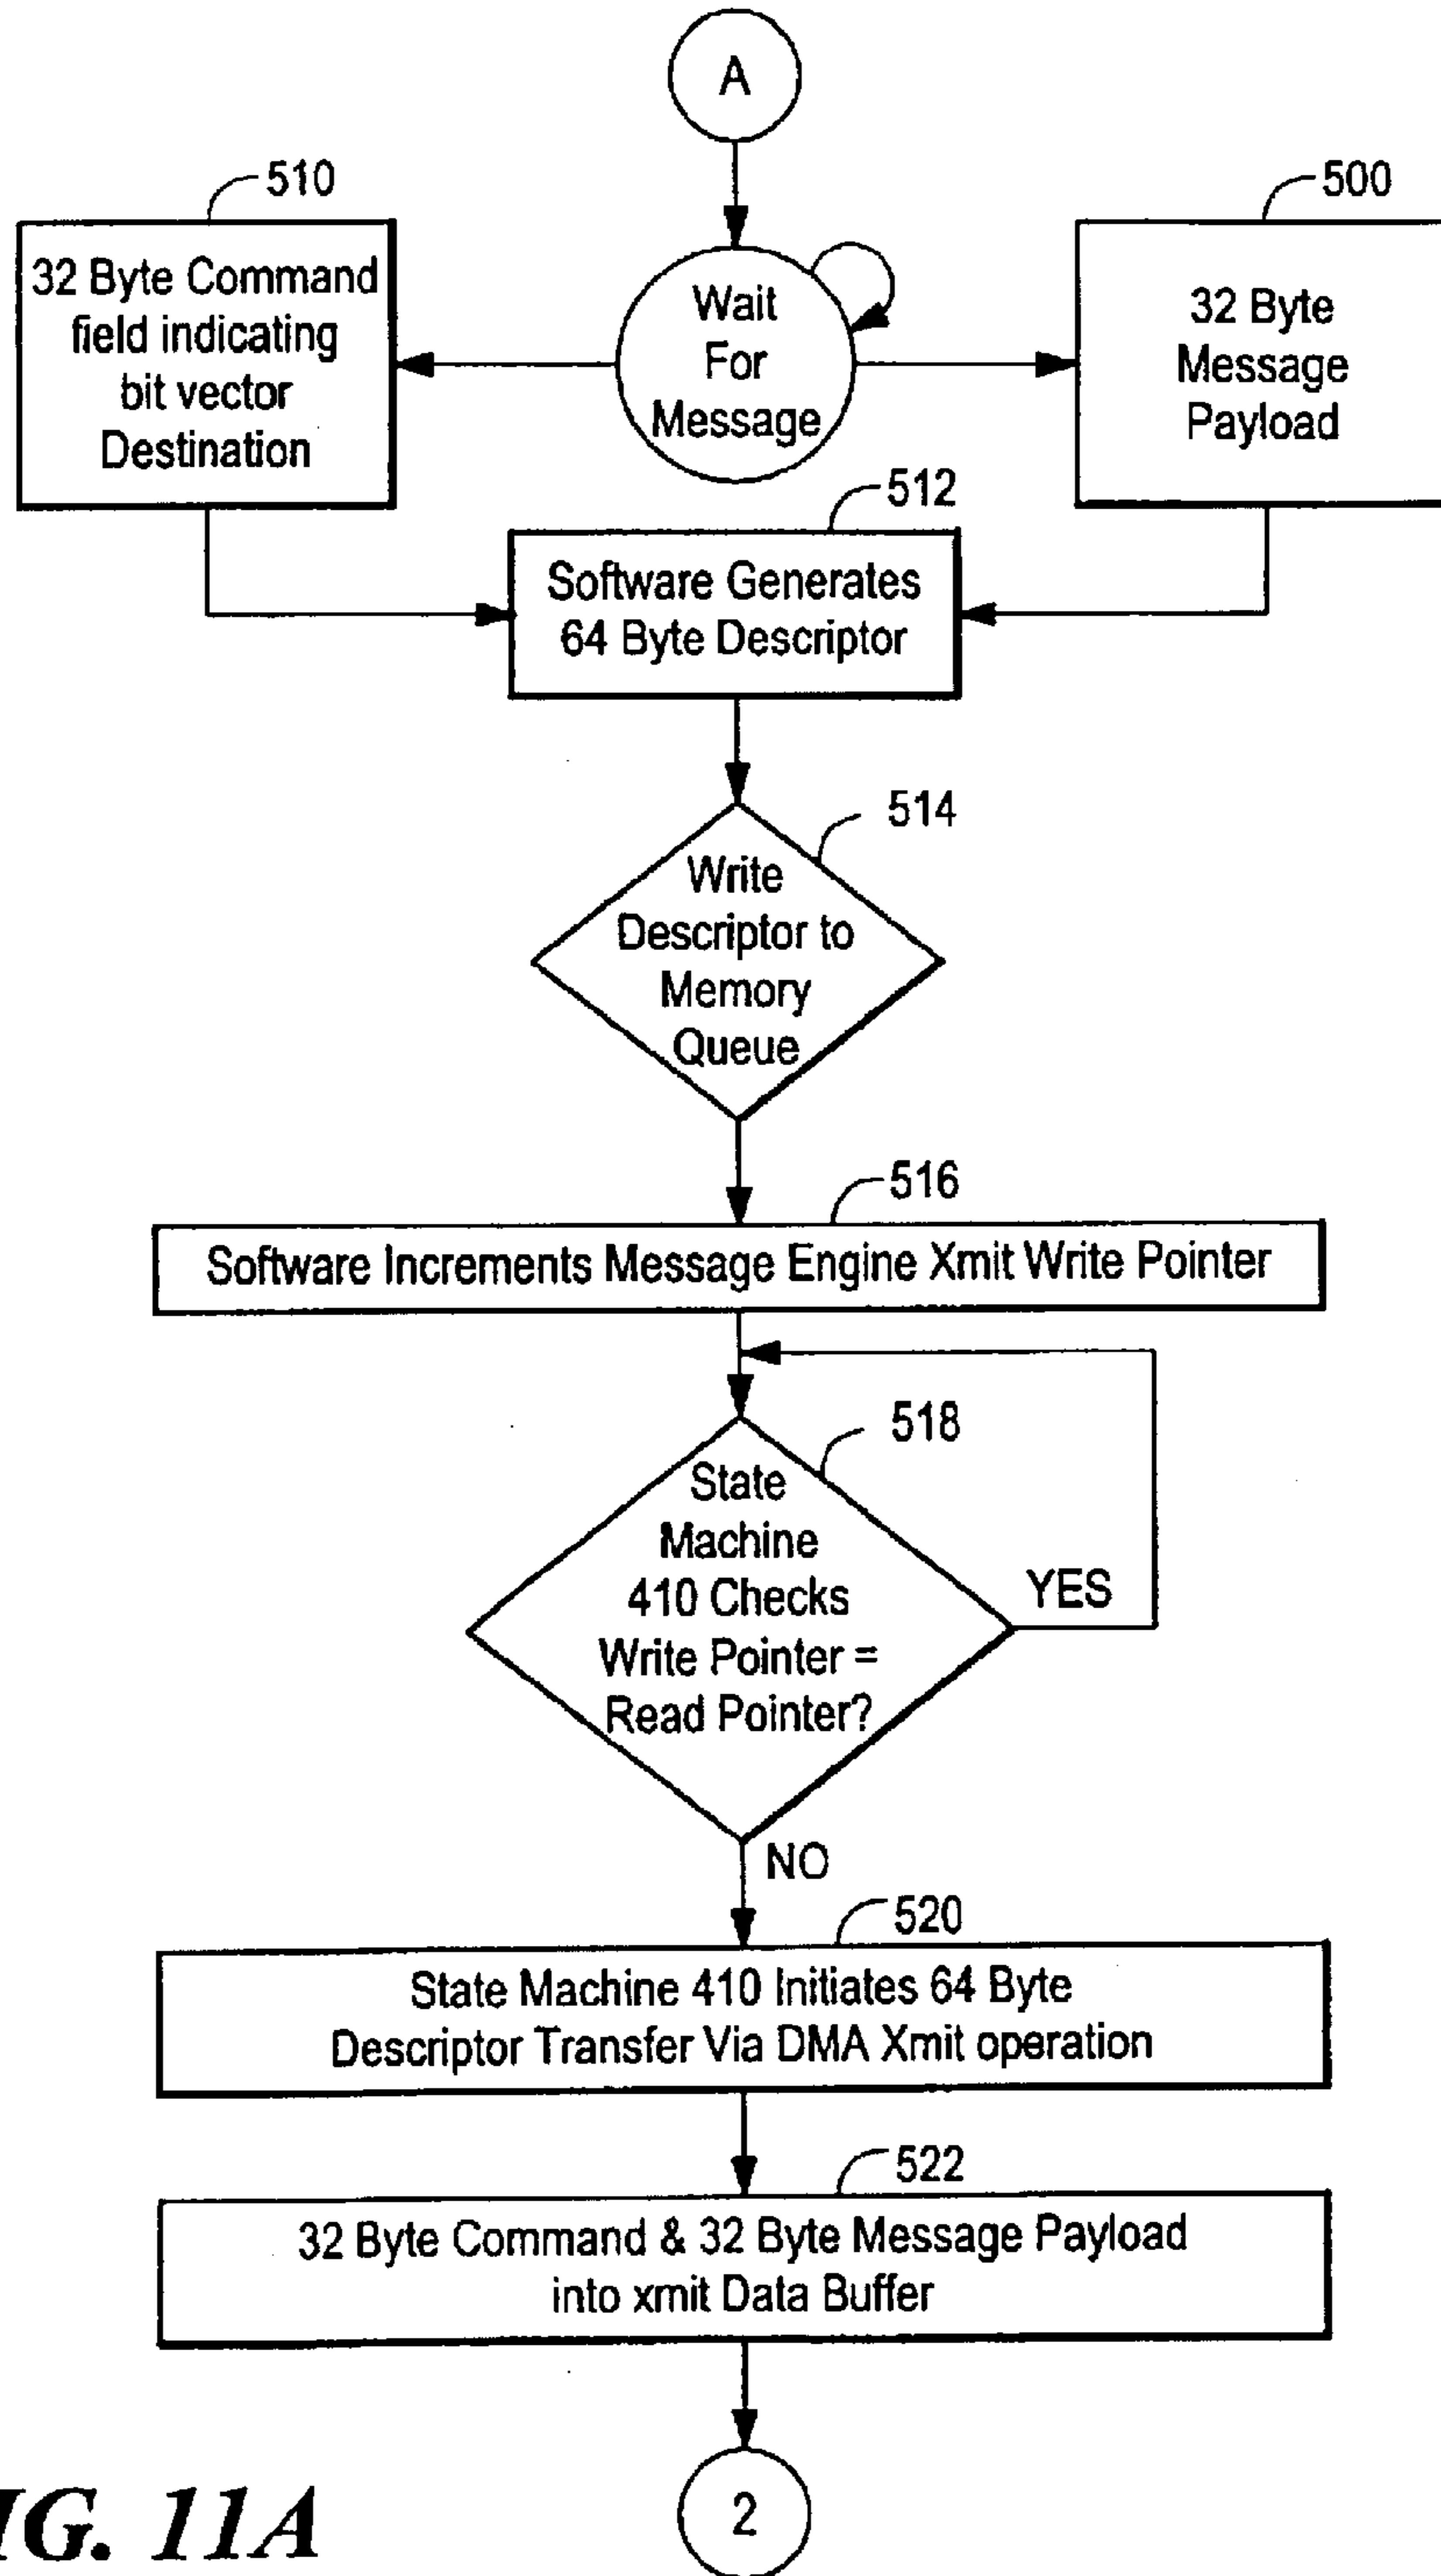 A
510
500
32 Byte Command
field indicating
bit vector
Destination
Wait
For
Message
32 Byte
Message
Payload
512
Software Generates
64 Byte Descriptor
514
Write
Descriptor to
Memory
Queue
516
Software Increments Message Engine Xmit Write Pointer
518
State
Machine
410 Checks
Write Pointer =
Read Pointer?
YES
NO
520
State Machine 410 Initiates 64 Byte
Descriptor Transfer Via DMA Xmit operation
522
32 Byte Command & 32 Byte Message Payload
into xmit Data Buffer
2
IG. 11A